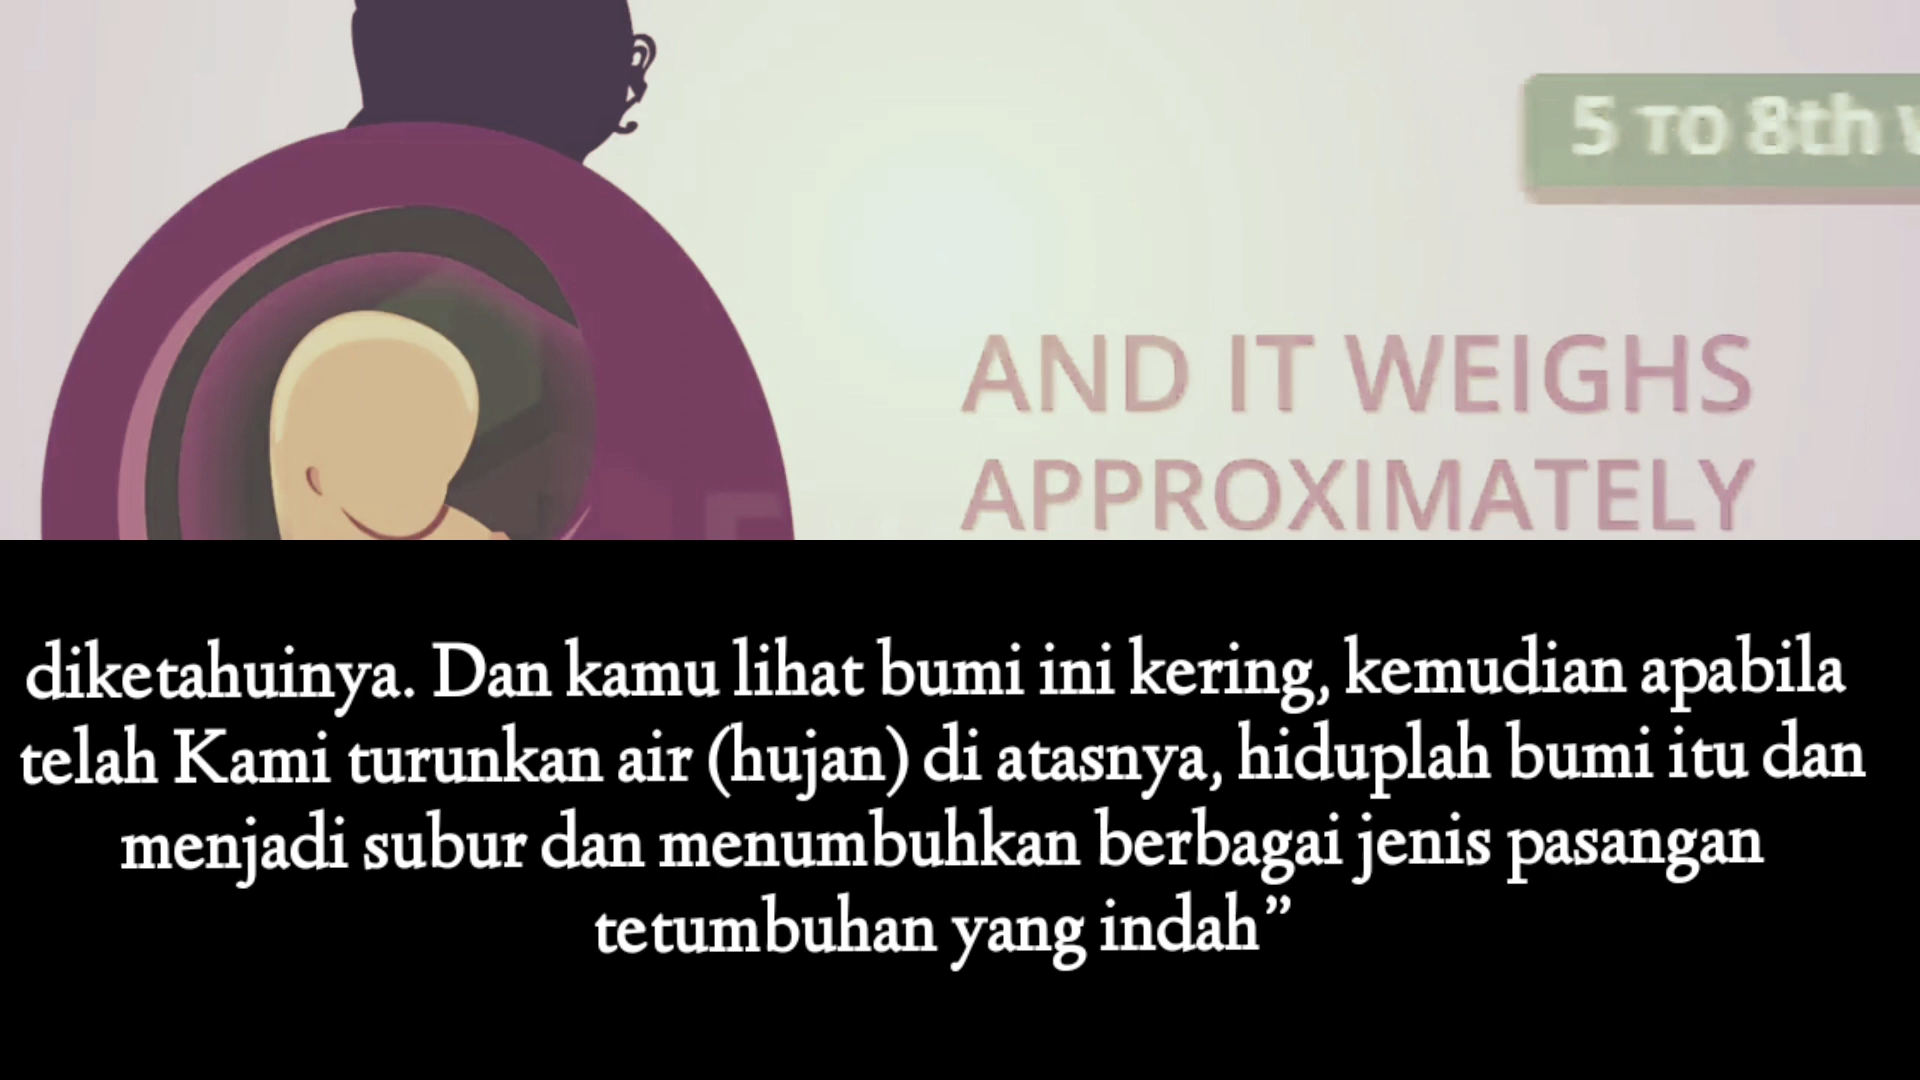 5 TO 8th
AND IT WEIGHS
APPROXIMATELY
diketahuinya. Dan kamu lihat bumi ini kering, kemudian apabila
telah Kami turunkan air (hujan) di atasnya, hiduplah bumi itu dan
menjadi subur dan menumbuhkan berbagai jenis pasangan
tetumbuhan yang indah”